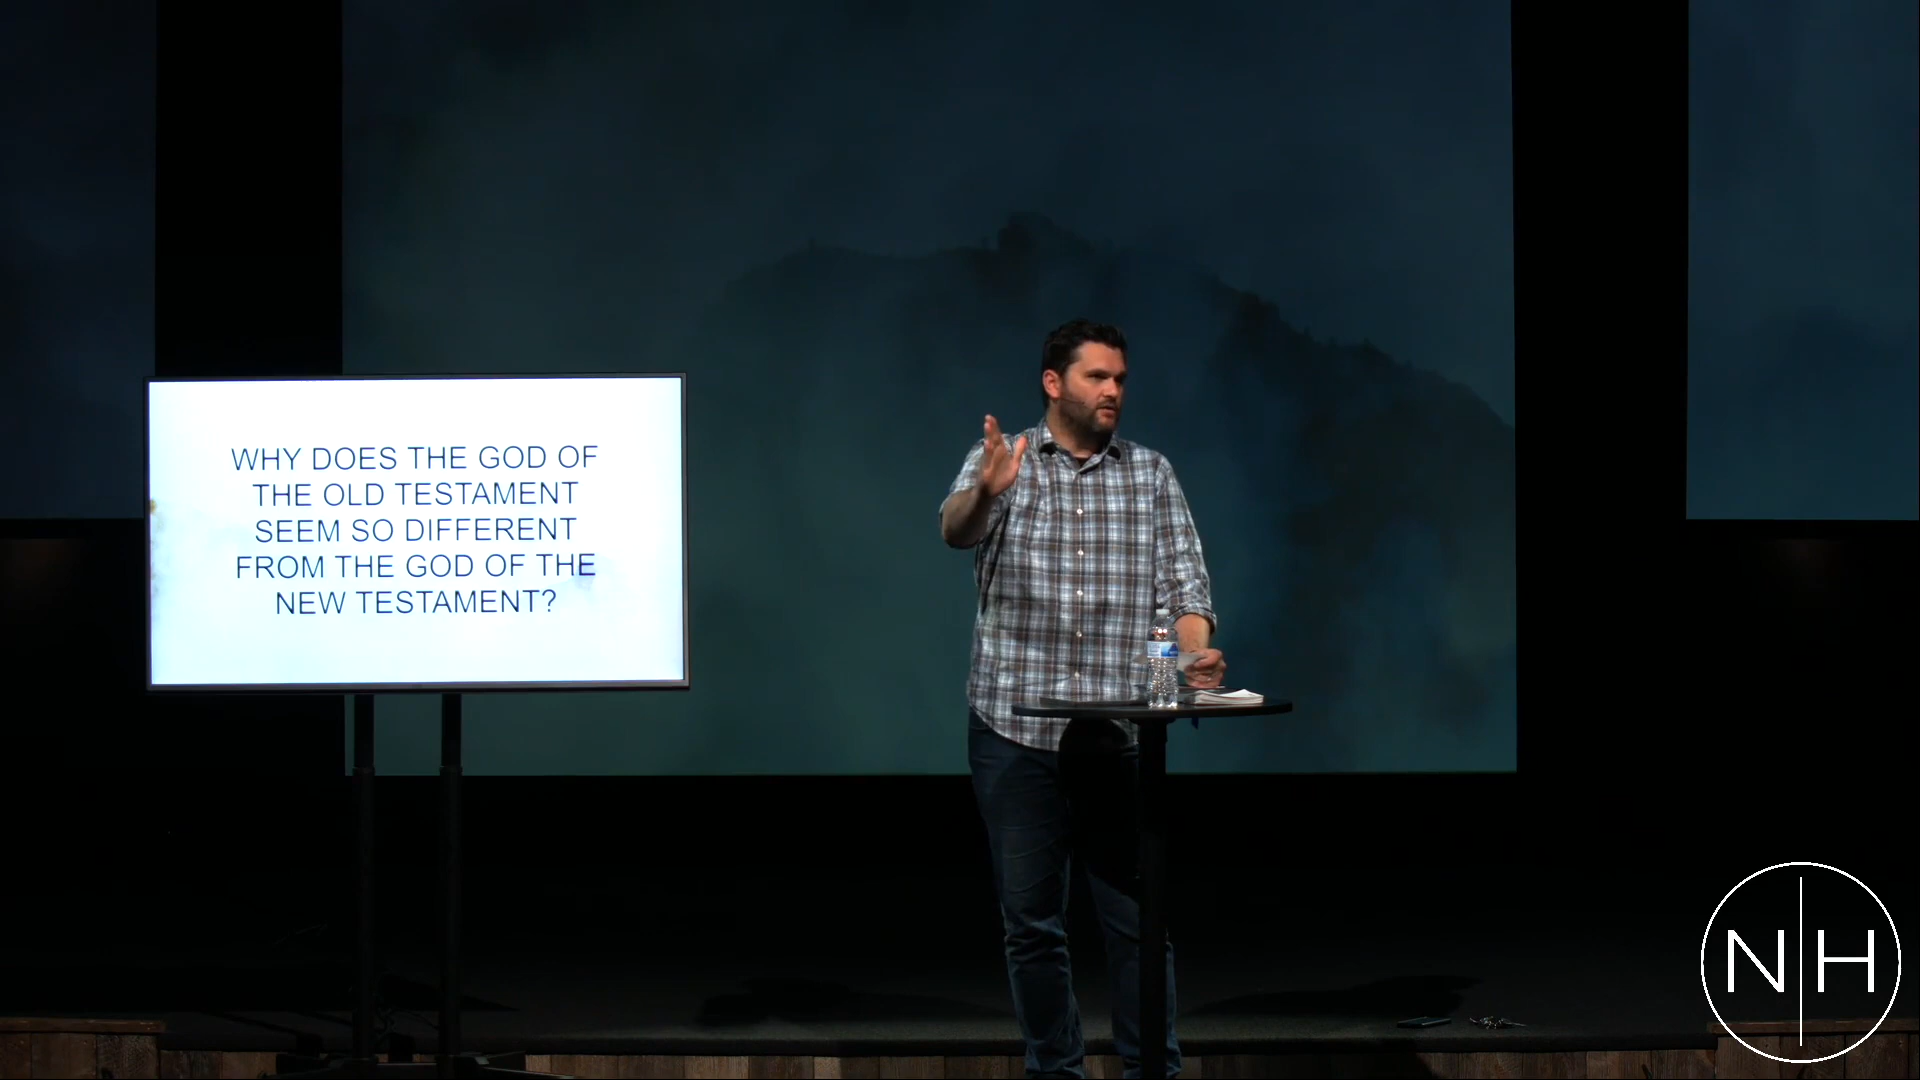 WHY DOES THE GOD OF
THE OLD TESTAMENT
SEEM SO DIFFERENT
FROM THE GOD OF THE
NEW TESTAMENT?
N|H